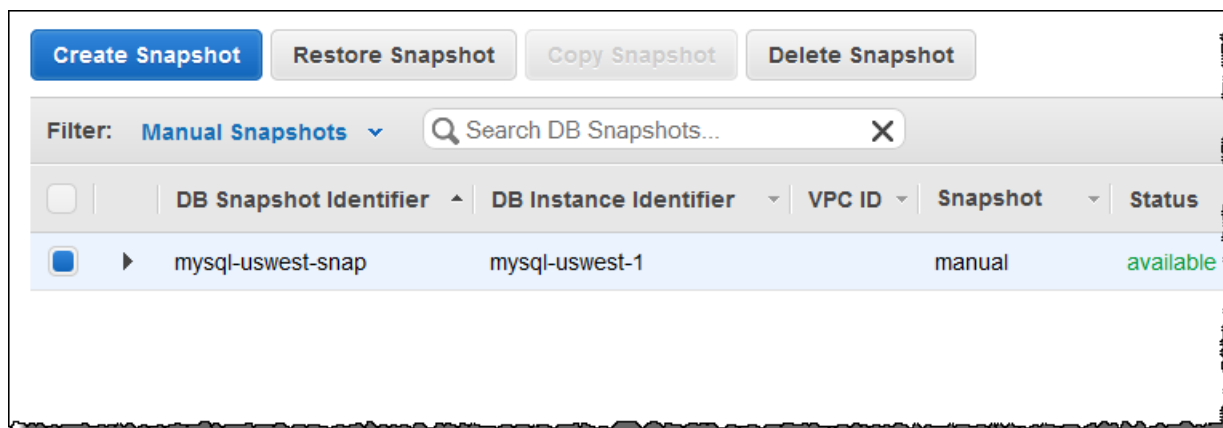 Create Snapshot Restore Snapshot Copy Snapshot Delete Snapshot
Filter: Manual Snapshots Search DB Snapshots...
DB Snapshot Identifier DB Instance Identifier VPC ID Snapshot Status
mysql-uswest-snap mysql-uswest-1 manual available